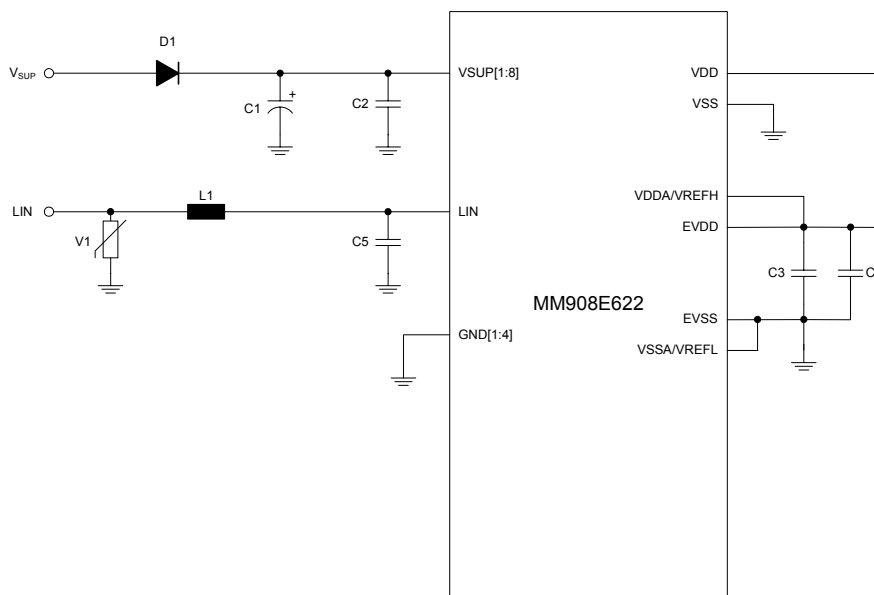 D1
VSUP
VSUP[1:8]
VDD
+
C1
C2
VSS
L1
VDDA/VREFH
LIN
LIN
EVDD
V1
C5
C3
MM908E622
EVSS
GND[1:4]
VSSA/VREFL